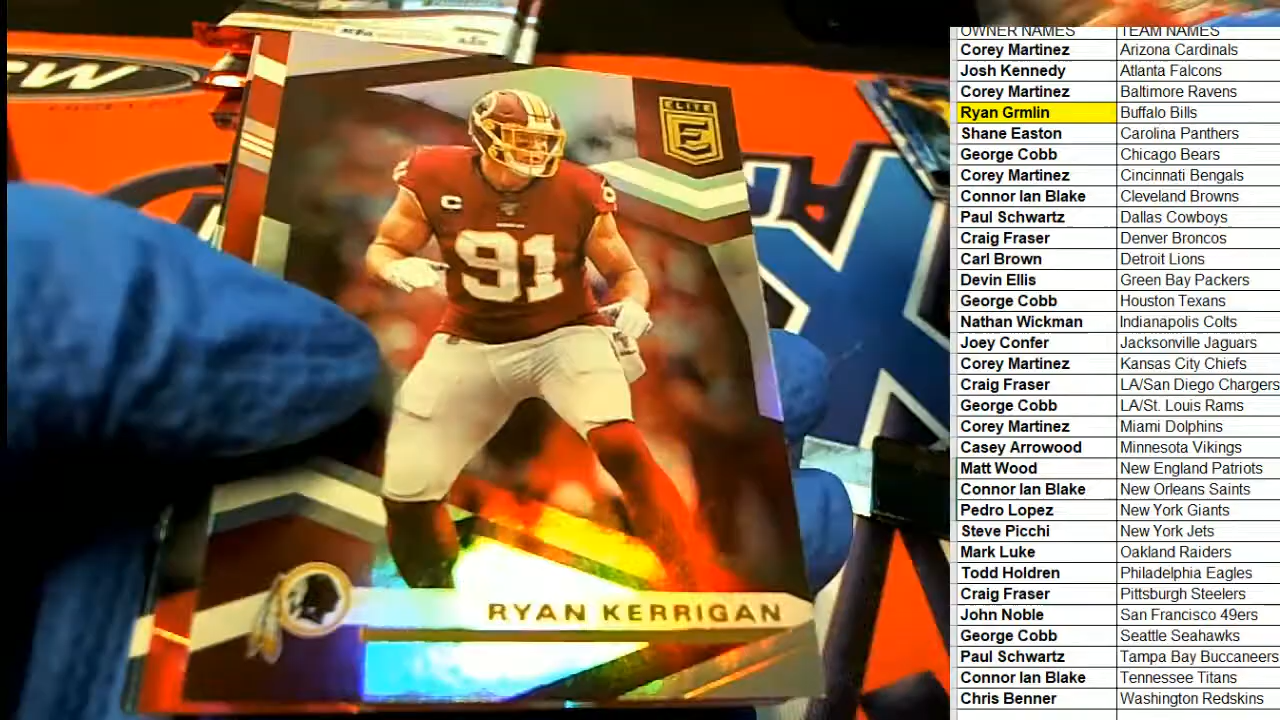 OWNER NAMES TEAM NAMES
Corey Martinez Arizona Cardinals
Josh Kennedy Atlanta Falcons
Corey Martinez Baltimore Ravens
Ryan Grmlin Buffalo Bills
Shane Easton Carolina Panthers
George Cobb Chicago Bears
Corey Martinez Cincinnati Bengals
Connor Ian Blake Cleveland Browns
Paul Schwartz Dallas Cowboys
Craig Fraser Denver Broncos
Carl Brown Detroit Lions
Devin Ellis Green Bay Packers
George Cobb Houston Texans
Nathan Wickman Indianapolis Colts
Joey Confer Jacksonville Jaguars
Corey Martinez Kansas City Chiefs
Craig Fraser LA/San Diego Chargers
George Cobb LA/St. Louis Rams
Corey Martinez Miami Dolphins
Casey Arrowood Minnesota Vikings
Matt Wood New England Patriots
Connor Ian Blake New Orleans Saints
Pedro Lopez New York Giants
Steve Picchi New York Jets
Mark Luke Oakland Raiders
Todd Holdren Philadelphia Eagles
Craig Fraser Pittsburgh Steelers
John Noble San Francisco 49ers
George Cobb Seattle Seahawks
Paul Schwartz Tampa Bay Buccaneers
Connor Ian Blake Tennessee Titans
Chris Benner Washington Redskins
ELITE
E
C
91
91
RYAN KERRIGAN